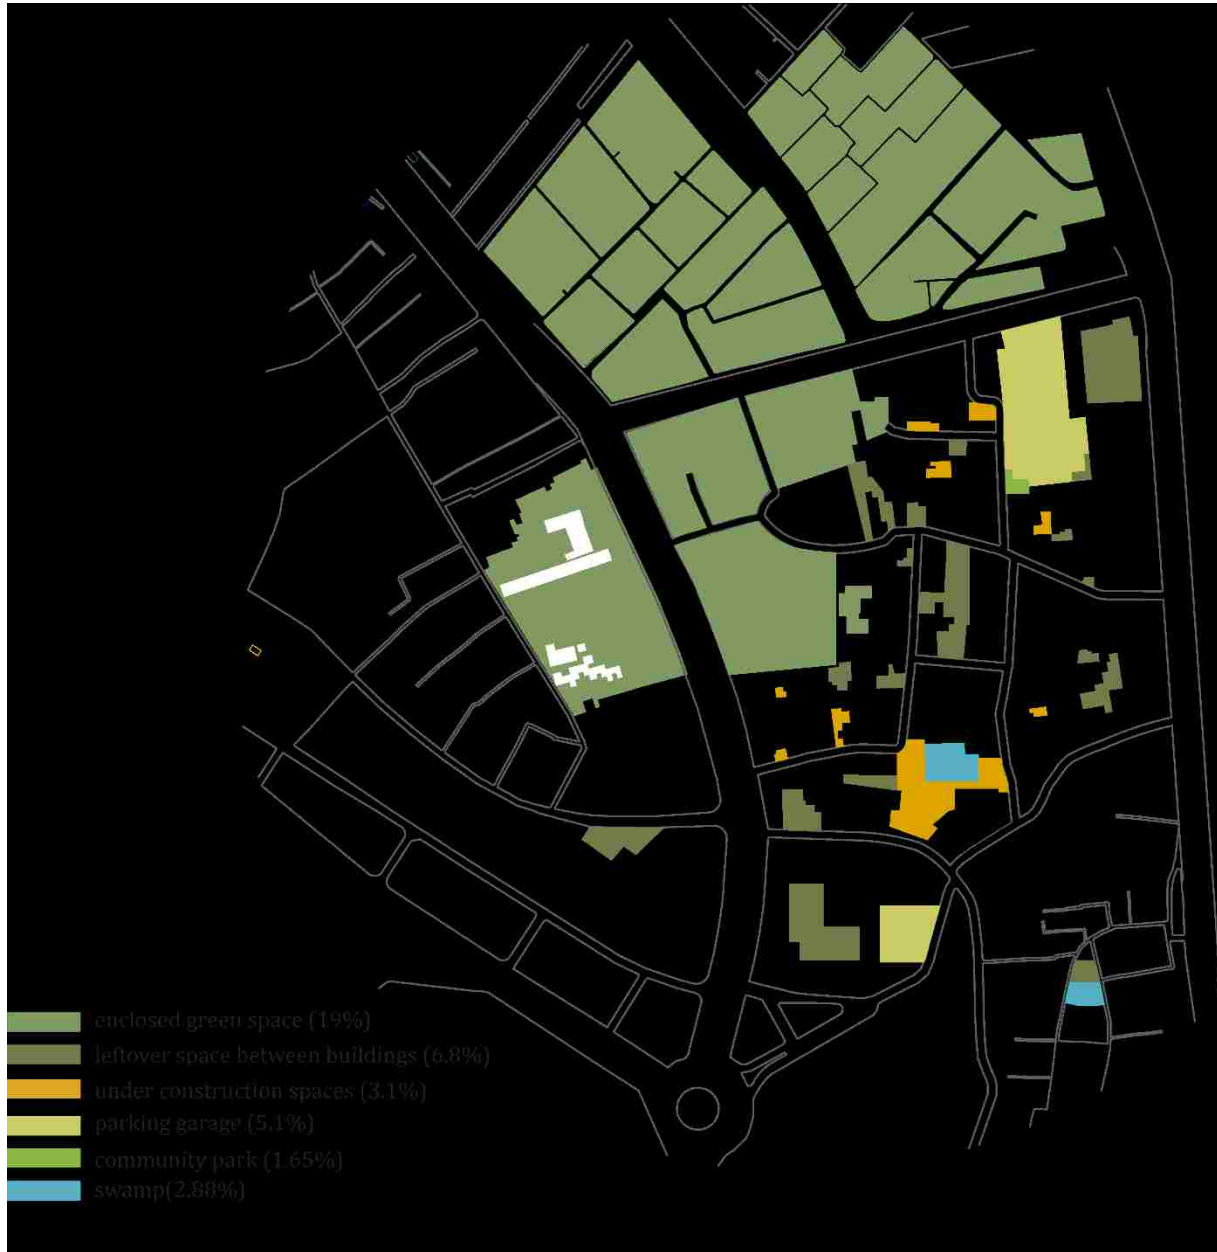 enclosed green space (19%)
leftover space between buildings (6.8%)
under construction spaces (3.1%)
parking garage (5.1%)
community park (1.65%)
swamp(2.88%)